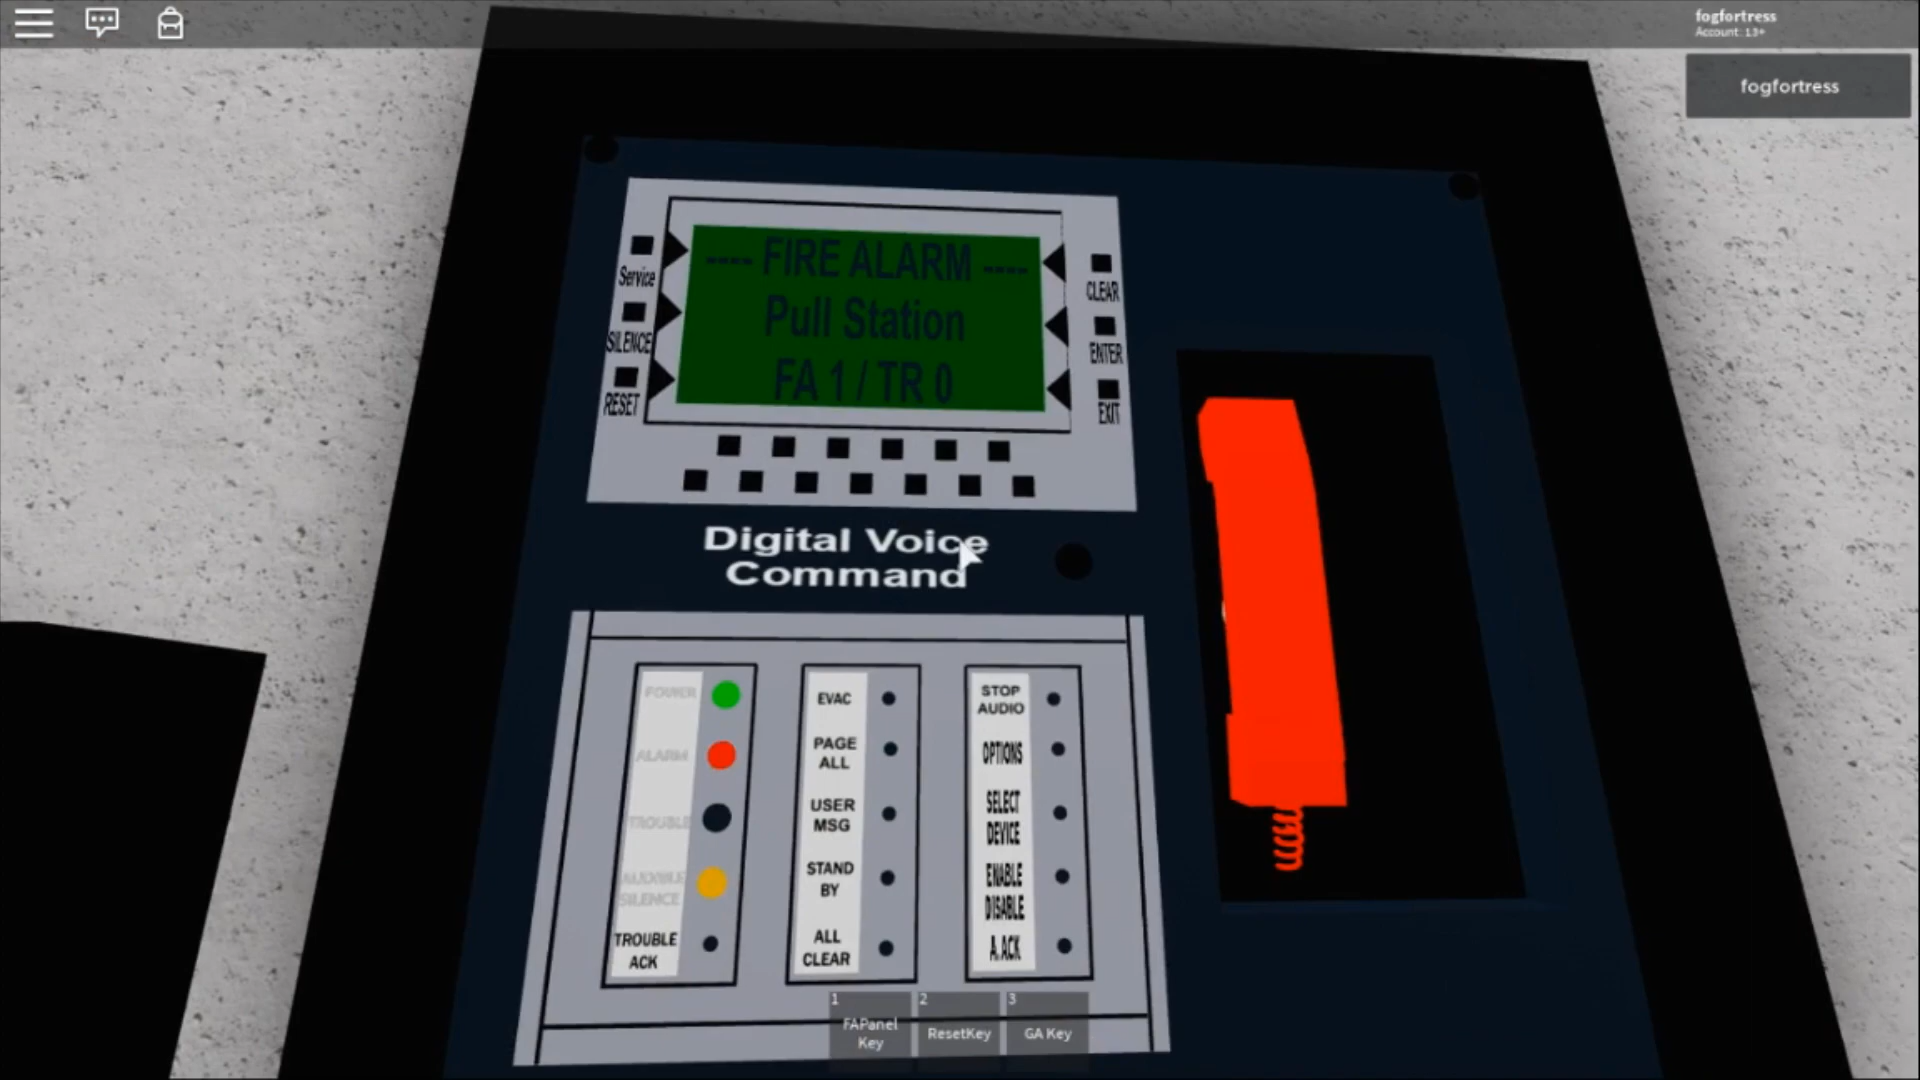 fogfortress
Account: 13+
fogfortress
---- FIRE ALARM ----
Pull Station
FA 1 / TR 0
Service
SILENCE
RESET
CLEAR
ENTER
EXIT
Digital Voice
Command
POWER
ALARM
TROUBLE
AUDIBLE
SILENCE
TROUBLE
ACK
EVAC
PAGE
ALL
USER
MSG
STAND
BY
ALL
CLEAR
STOP
AUDIO
OPTIONS
SELECT
DEVICE
ENABLE
DISABLE
A.ACK
1
FAPanel
Key
2
ResetKey
3
GA Key